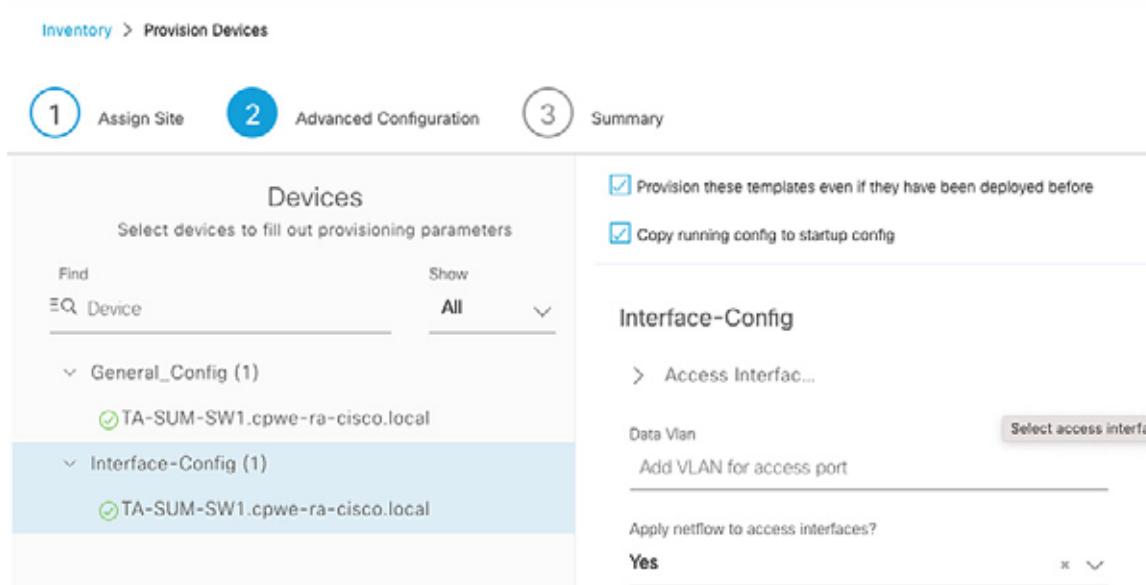 Inventory > Provision Devices
1 Assign Site 2 Advanced Configuration 3 Summary
Devices
Select devices to fill out provisioning parameters
Find
Show
Device
All
General_Config (1)
TA-SUM-SW1.cpwe-ra-cisco.local
Interface-Config (1)
TA-SUM-SW1.cpwe-ra-cisco.local
Provision these templates even if they have been deployed before
Copy running config to startup config
Interface-Config
> Access Interfac...
Select access interfa
Data Vlan
Add VLAN for access port
Apply netflow to access interfaces?
Yes